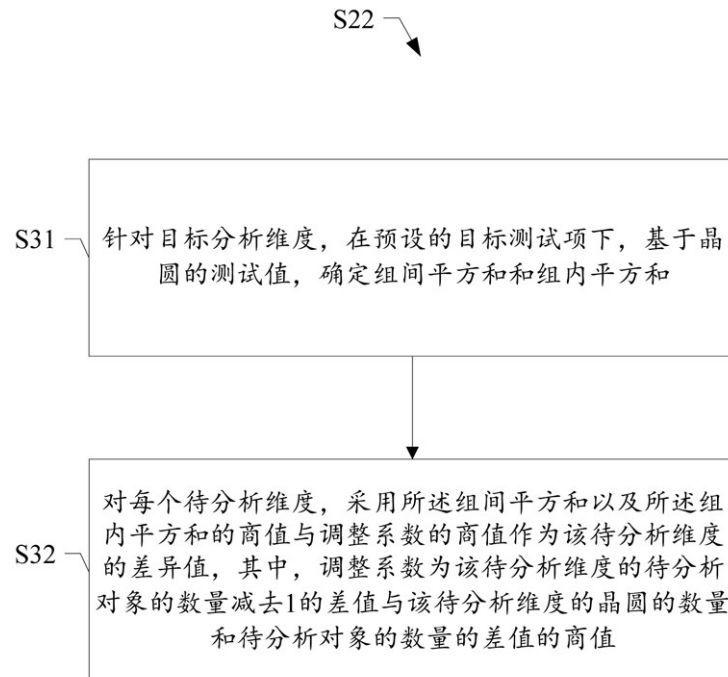 S22
S31
针对目标分析维度，在预设的目标测试项下，基于晶
圆的测试值，确定组间平方和和组内平方和
S32
对每个待分析维度，采用所述组间平方和以及所述组
内平方和的商值与调整系数的商值作为该待分析维度
的差异值，其中，调整系数为该待分析维度的待分析
对象的数量减去1的差值与该待分析维度的晶圆的数量
和待分析对象的数量的差值的商值